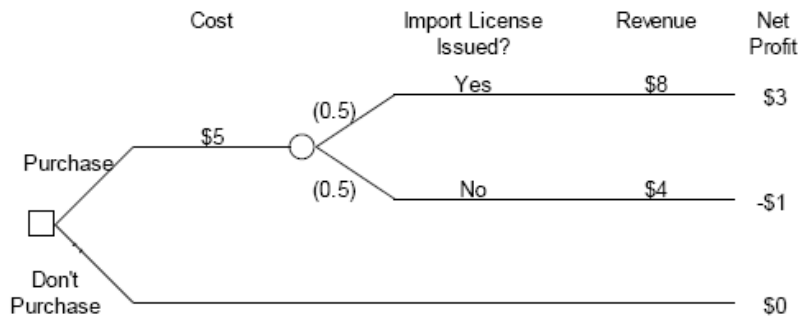 Cost
Import License
Issued?
Revenue
Net
Profit
Yes
$8
$3
(0.5)
$5
Purchase
(0.5)
No
$4
-$1
Don't
Purchase
$0